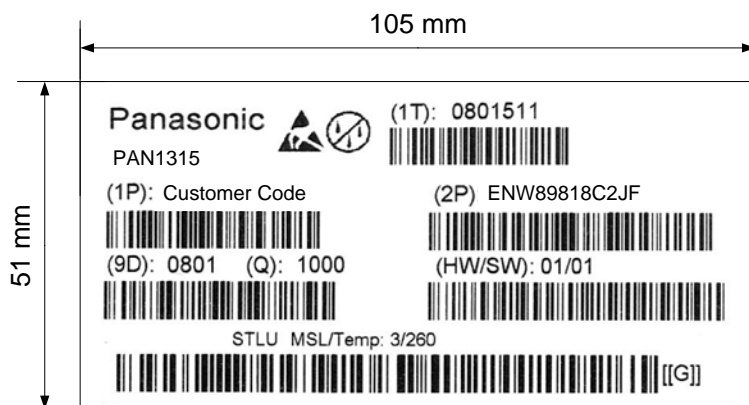 105 mm
51 mm
Panasonic
(1T): 0801511
PAN1315
(1P): Customer Code
(2P) ENW89818C2JF
(9D): 0801 (Q): 1000
(HW/SW): 01/01
STLU MSL/Temp: 3/260
[[G]]